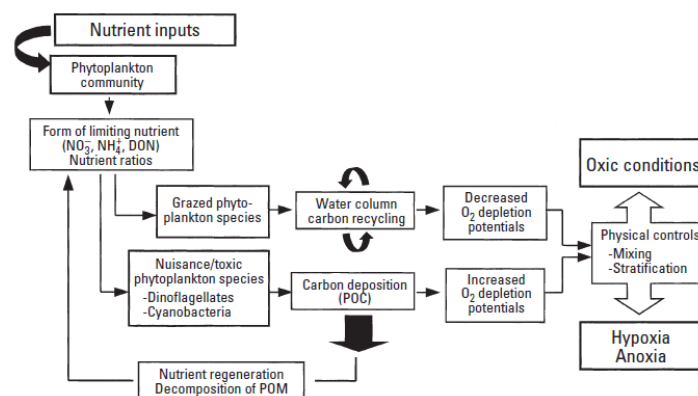 Nutrient inputs
Phytoplankton
community
Form of limiting nutrient
(NO₃⁻, NH₄⁺, DON)
Nutrient ratios
Grazed phyto-
plankton species
Water column
carbon recycling
Decreased
O₂ depletion
potentials
Oxic conditions
Physical controls
-Mixing
-Stratification
Nuisance/toxic
phytoplankton species
-Dinoflagellates
-Cyanobacteria
Carbon deposition
(POC)
Increased
O₂ depletion
potentials
Hypoxia
Anoxia
Nutrient regeneration
Decomposition of POM